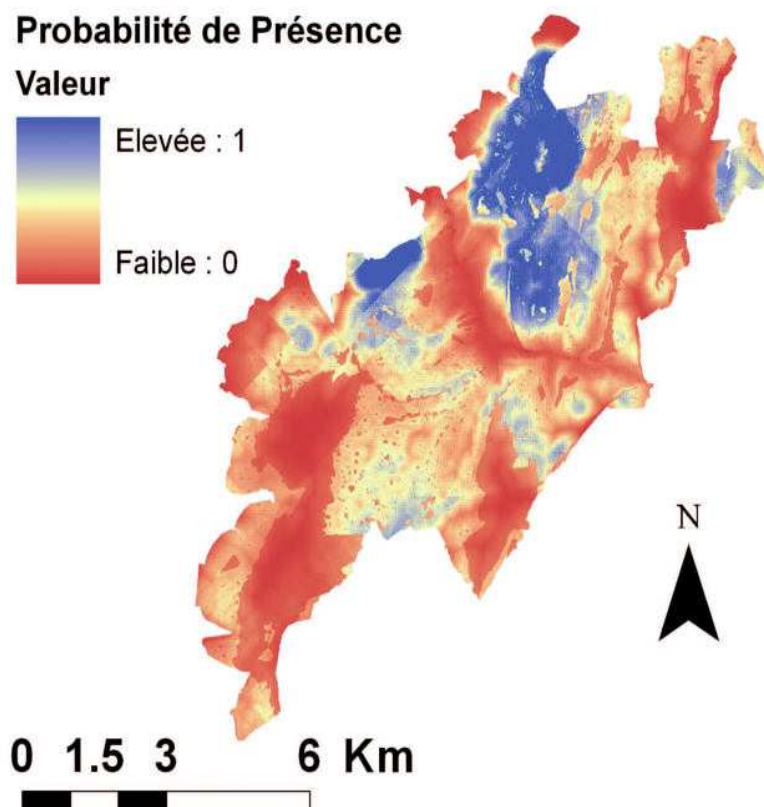 Probabilité de Présence
Valeur
Elevée : 1
Faible : 0
N
0 1.5 3 6 Km